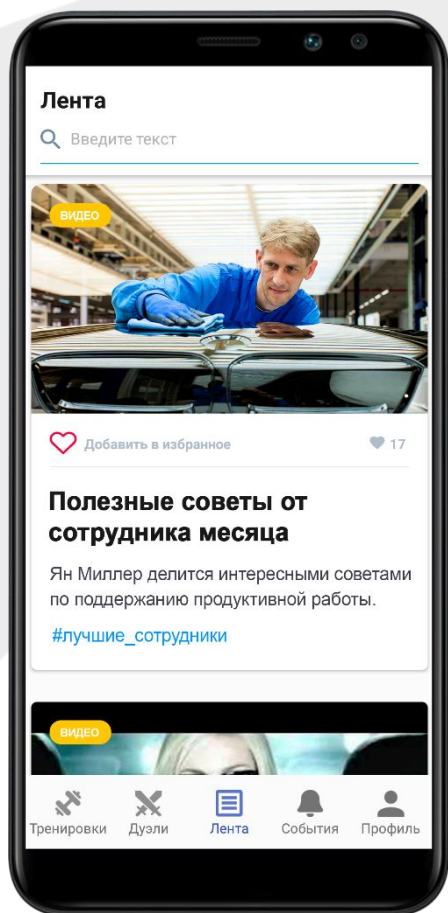 Лента
Введите текст
ВИДЕО
Добавить в избранное
17
Полезные советы от
сотрудника месяца
Ян Миллер делится интересными советами
по поддержанию продуктивной работы.
#лучшие_сотрудники
ВИДЕО
Тренировки Дуэли Лента События Профиль